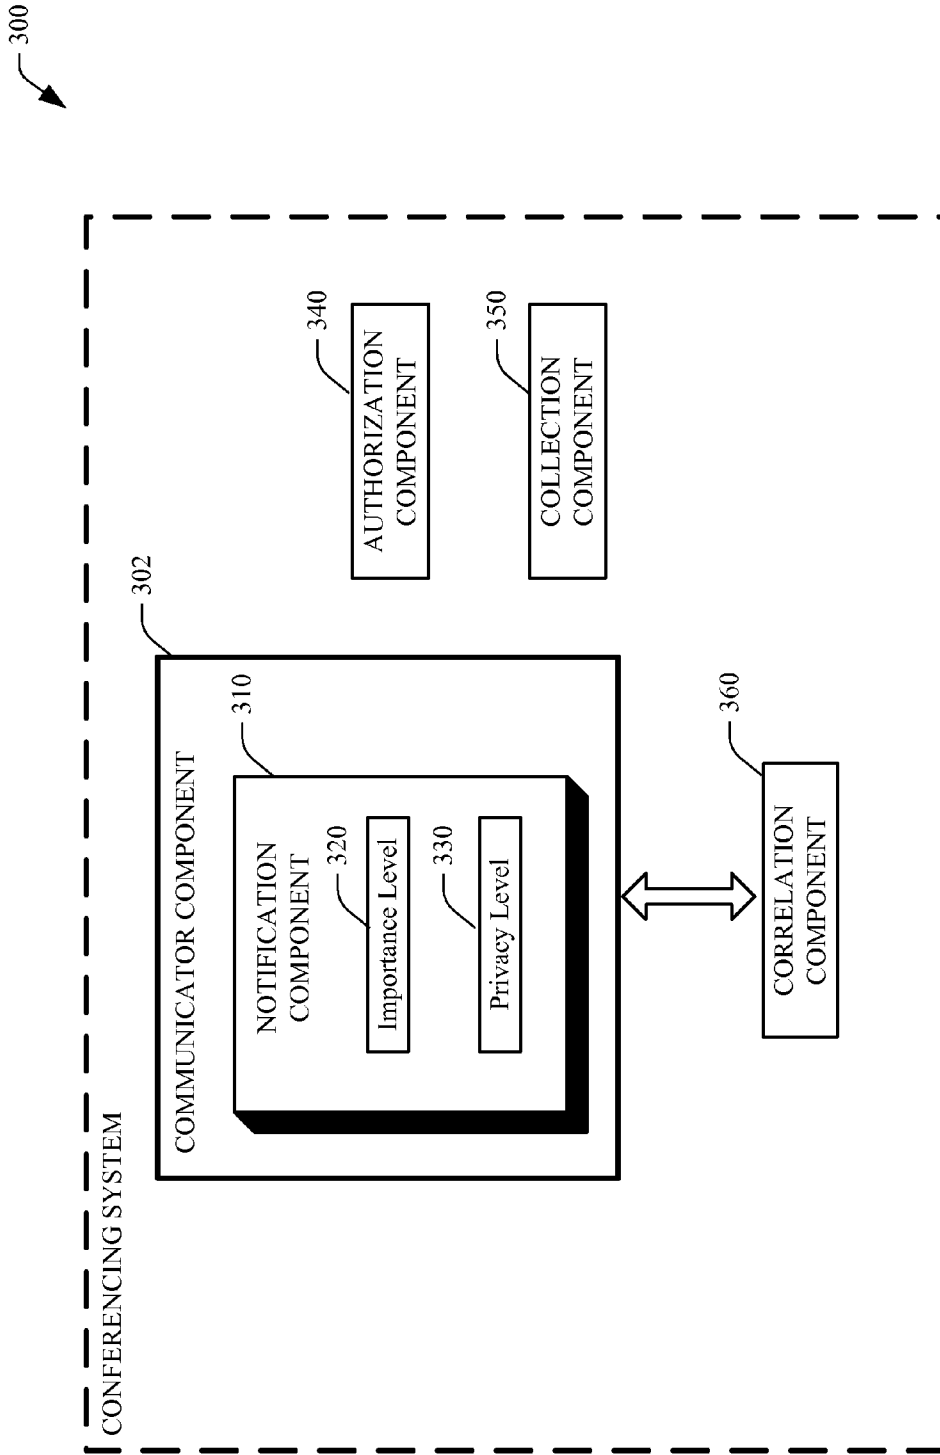 300
CONFERENCING SYSTEM
302
COMMUNICATOR COMPONENT
310
NOTIFICATION
COMPONENT
320
Importance Level
330
Privacy Level
340
AUTHORIZATION
COMPONENT
350
COLLECTION
COMPONENT
360
CORRELATION
COMPONENT